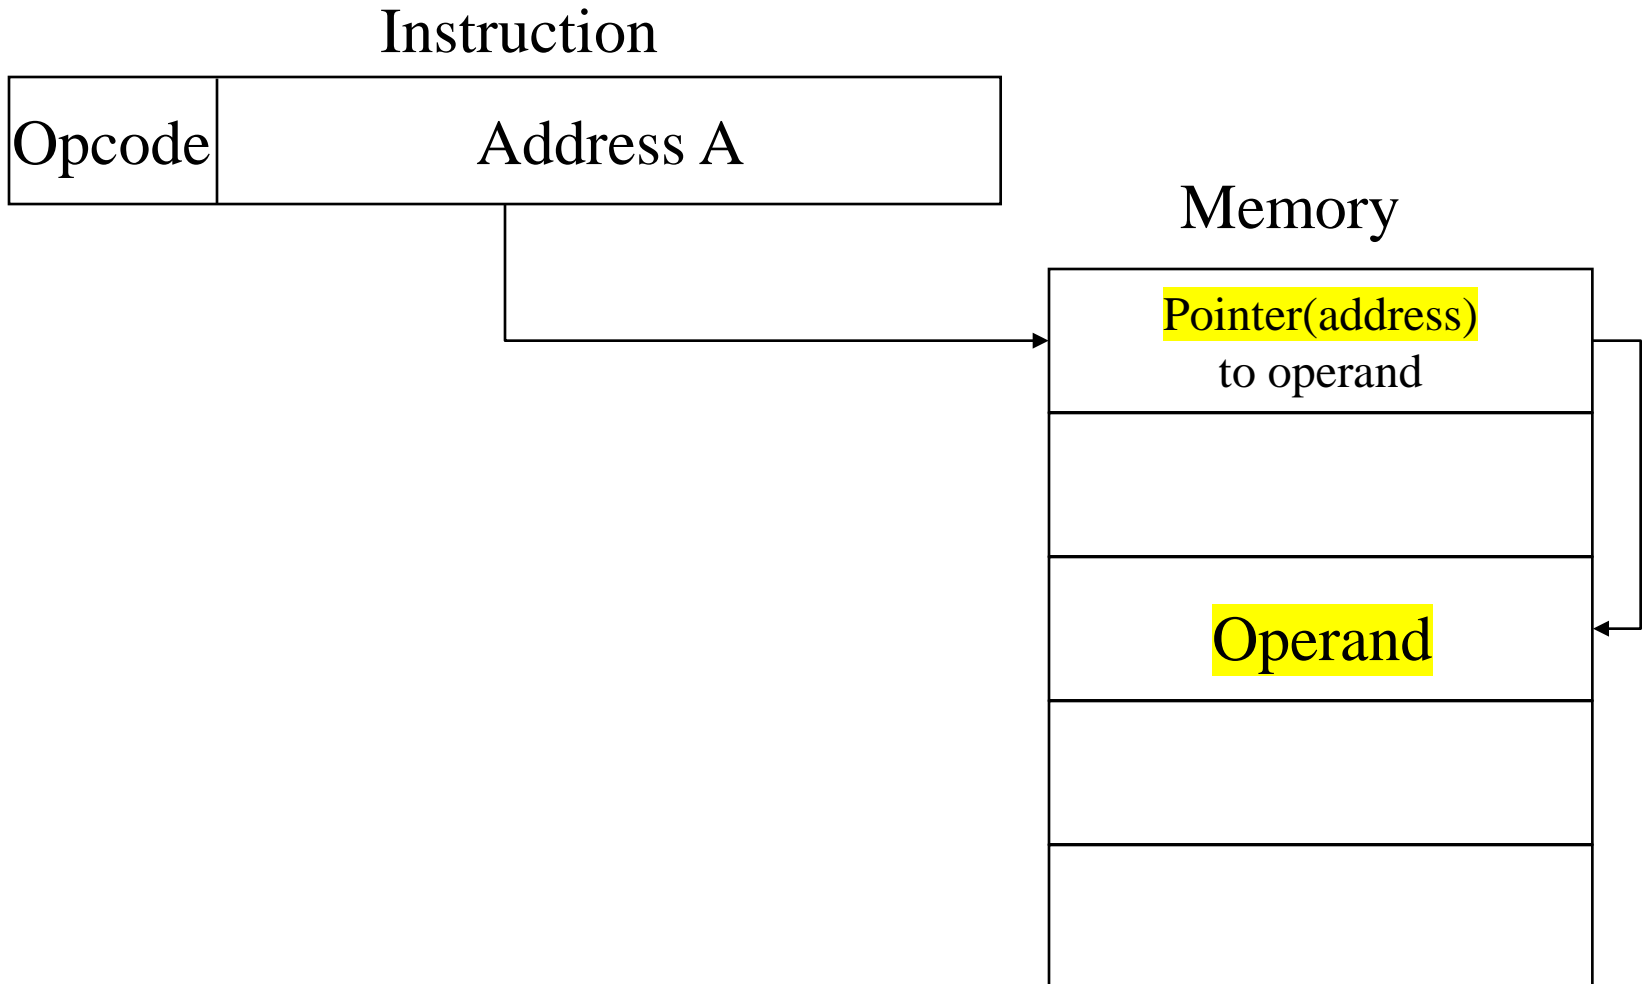 Instruction
Opcode
Address A
Memory
Pointer(address)
to operand
Operand